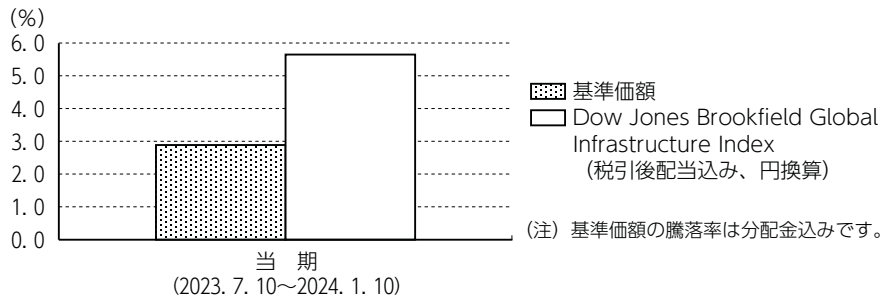 (%)
6.0
5.0
4.0
3.0
2.0
1.0
0.0
当 期
(2023. 7. 10～2024. 1. 10)
基準価額
Dow Jones Brookfield Global
Infrastructure Index
(税引後配当込み、円換算)
(注) 基準価額の騰落率は分配金込みです。